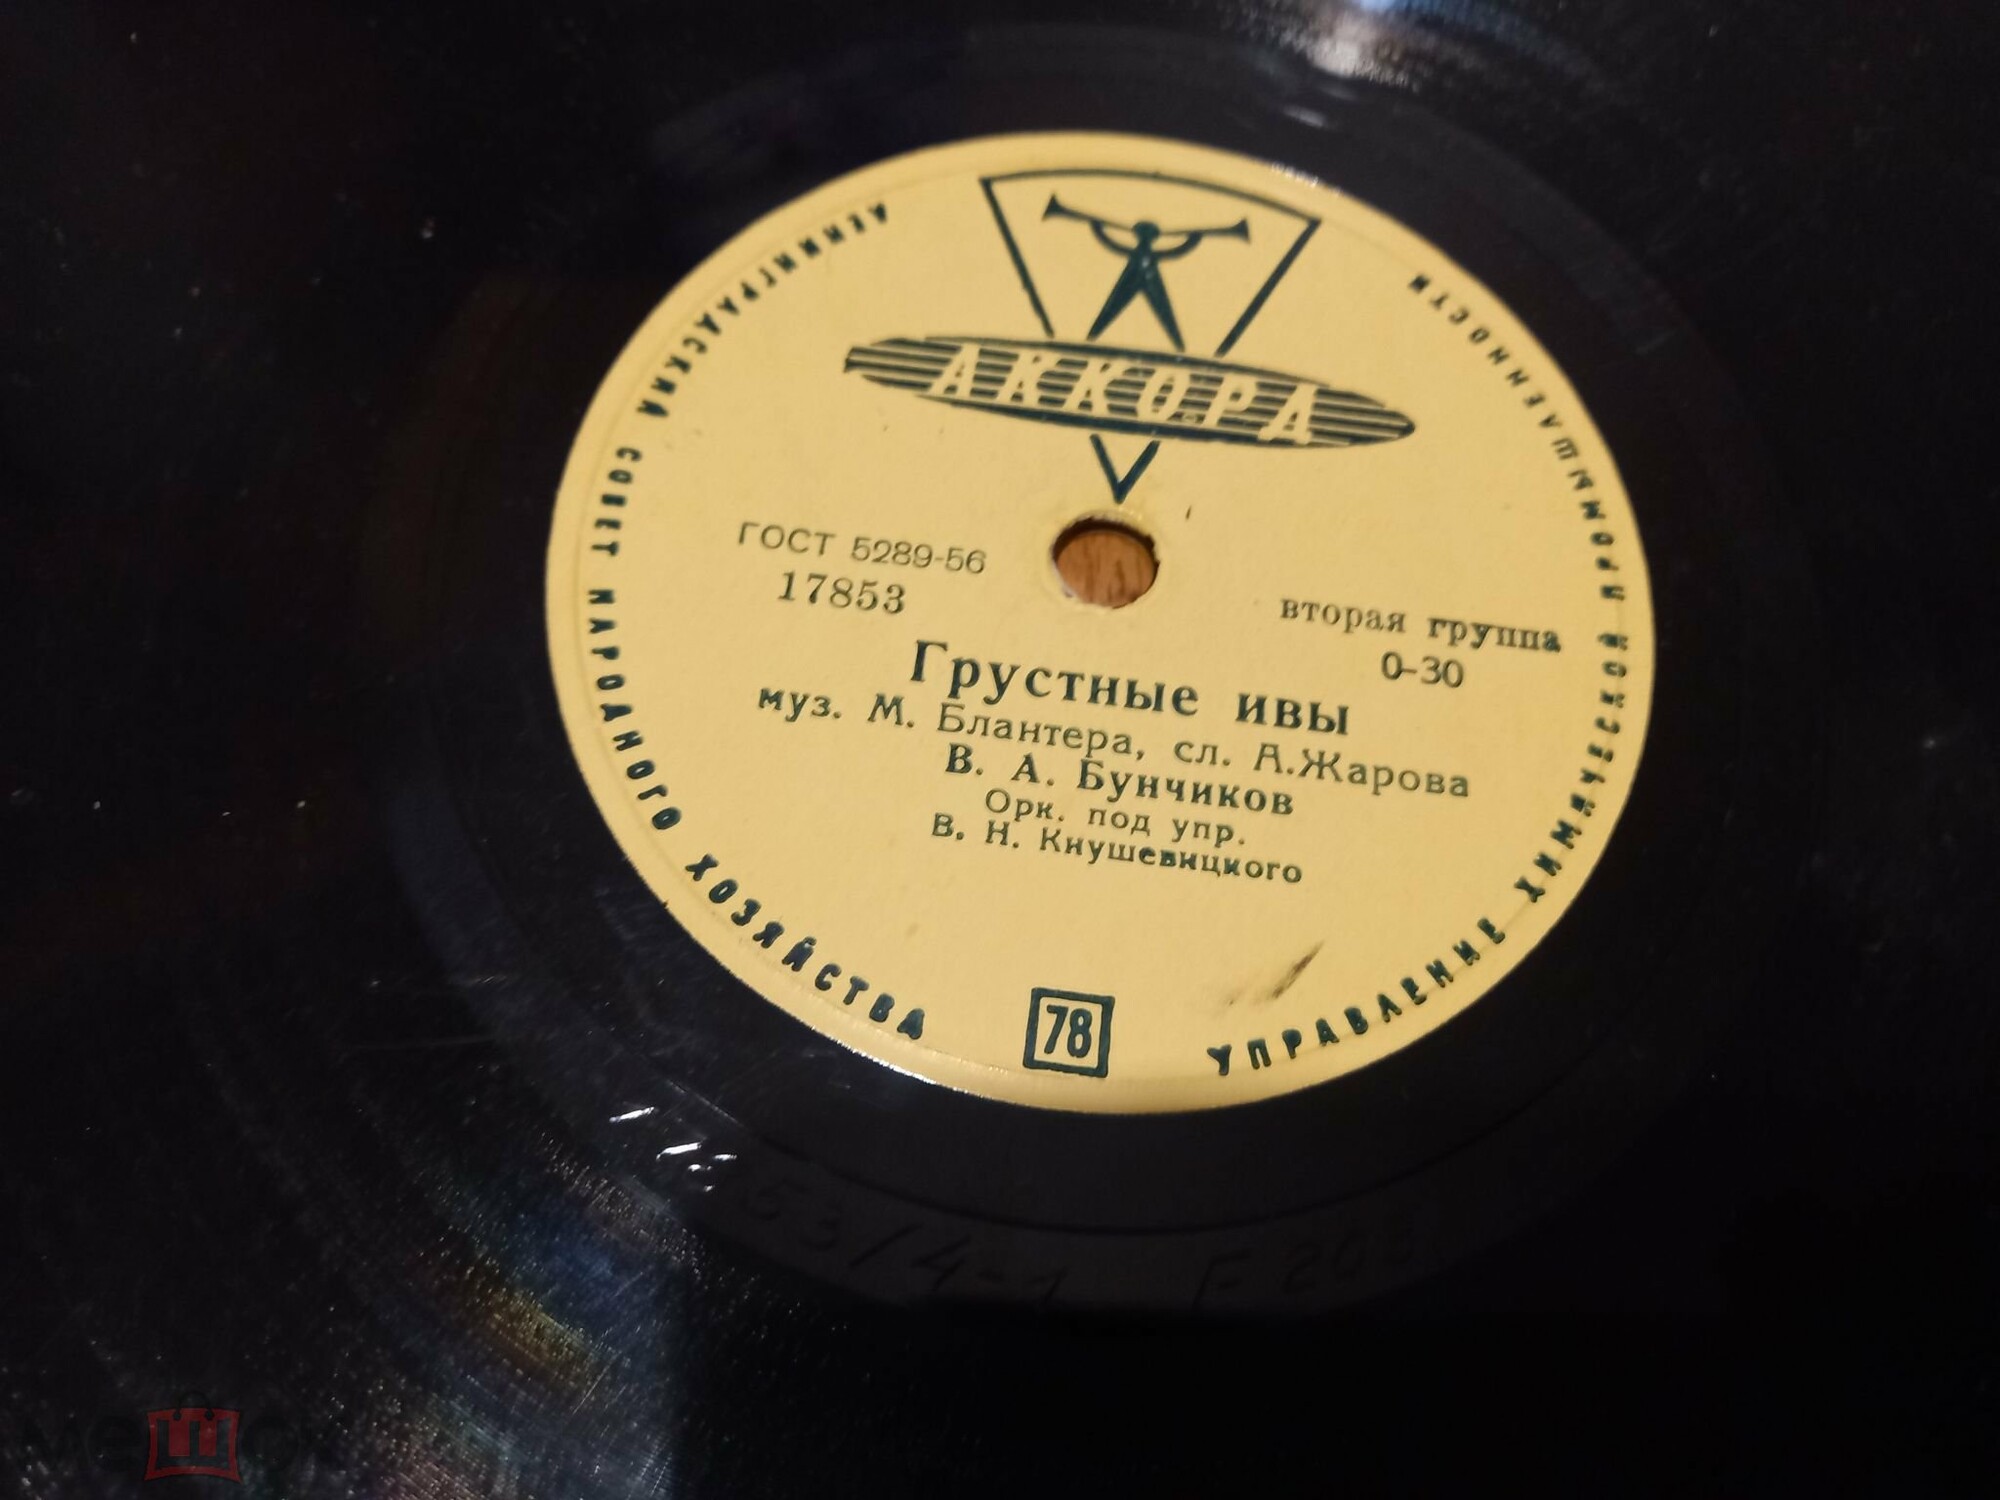 АККОРД
ЛЕНИНГРАДСКИЙ СОВЕТ НАРОДНОГО ХОЗЯЙСТВА
УПРАВЛЕНИЕ ХИМИЧЕСКОЙ ПРОМЫШЛЕННОСТИ
ГОСТ 5289-56
17853
вторая группа
0-30
Грустные ивы
муз. М. Блантера, сл. А.Жарова
В. А. Бунчиков
Орк. под упр.
В. Н. Кнушевицкого
78